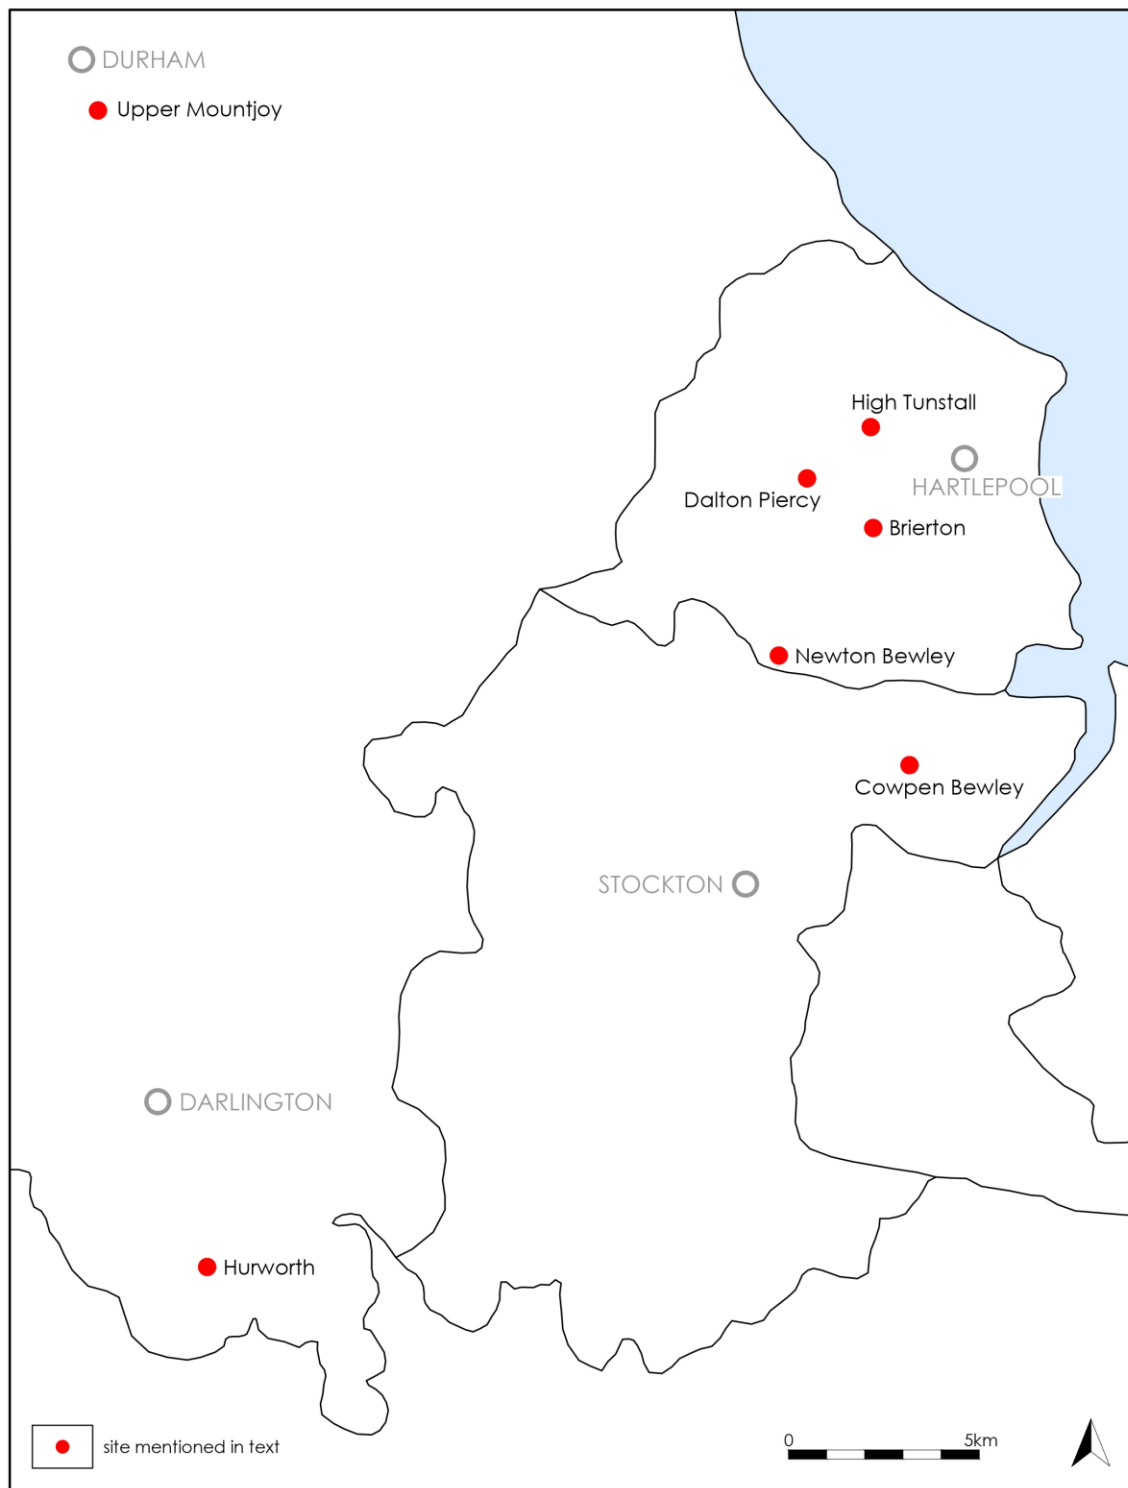 DURHAM
Upper Mountjoy
High Tunstall
HARTLEPOOL
Dalton Piercy
Brierton
Newton Bewley
Cowpen Bewley
STOCKTON
DARLINGTON
Hurworth
site mentioned in text
0 5km